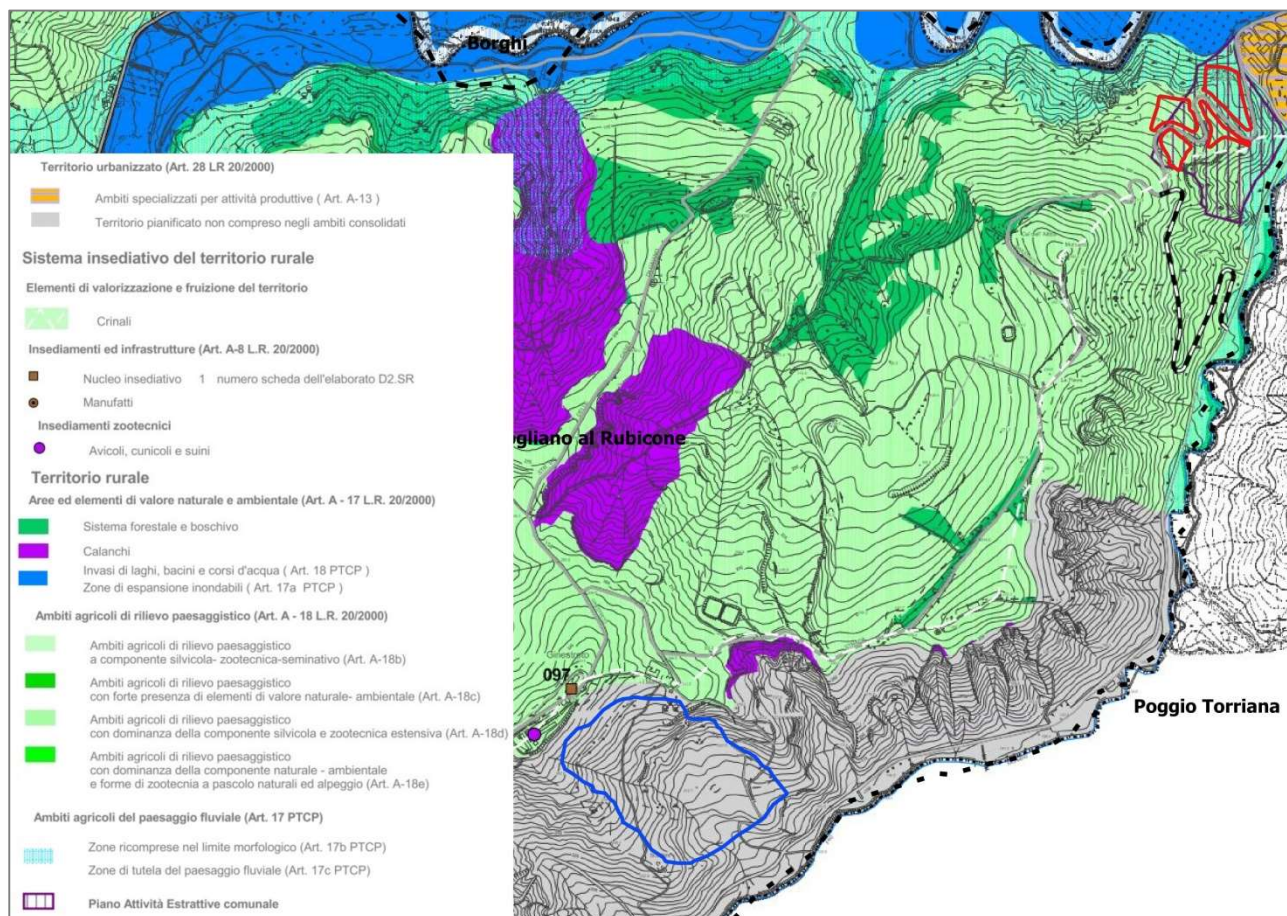 Borghi
Territorio urbanizzato (Art. 28 LR 20/2000)
Ambiti specializzati per attività produttive ( Art. A-13 )
Territorio pianificato non compreso negli ambiti consolidati
Sistema insediativo del territorio rurale
Elementi di valorizzazione e fruizione del territorio
Crinali
Insediamenti ed infrastrutture (Art. A-8 L.R. 20/2000)
Nucleo insediativo 1 numero scheda dell'elaborato D2.SR
Manufatti
Insediamenti zootecnici
Avicoli, cunicoli e suini
Territorio rurale
Aree ed elementi di valore naturale e ambientale (Art. A - 17 L.R. 20/2000)
Sistema forestale e boschivo
Calanchi
Invasi di laghi, bacini e corsi d'acqua ( Art. 18 PTCP )
Zone di espansione inondabili ( Art. 17a PTCP )
Ambiti agricoli di rilievo paesaggistico (Art. A - 18 L.R. 20/2000)
Ambiti agricoli di rilievo paesaggistico
a componente silvicola- zootecnica-seminativo (Art. A-18b)
Ambiti agricoli di rilievo paesaggistico
con forte presenza di elementi di valore naturale- ambientale (Art. A-18c)
Ambiti agricoli di rilievo paesaggistico
con dominanza della componente silvicola e zootecnica estensiva (Art. A-18d)
Ambiti agricoli di rilievo paesaggistico
con dominanza della componente naturale - ambientale
e forme di zootecnia a pascolo naturali ed alpeggio (Art. A-18e)
Ambiti agricoli del paesaggio fluviale (Art. 17 PTCP)
Zone ricomprese nel limite morfologico (Art. 17b PTCP)
Zone di tutela del paesaggio fluviale (Art. 17c PTCP)
Piano Attività Estrattive comunale
ogliano al Rubicone
Ginestreto
097
Poggio Torriana